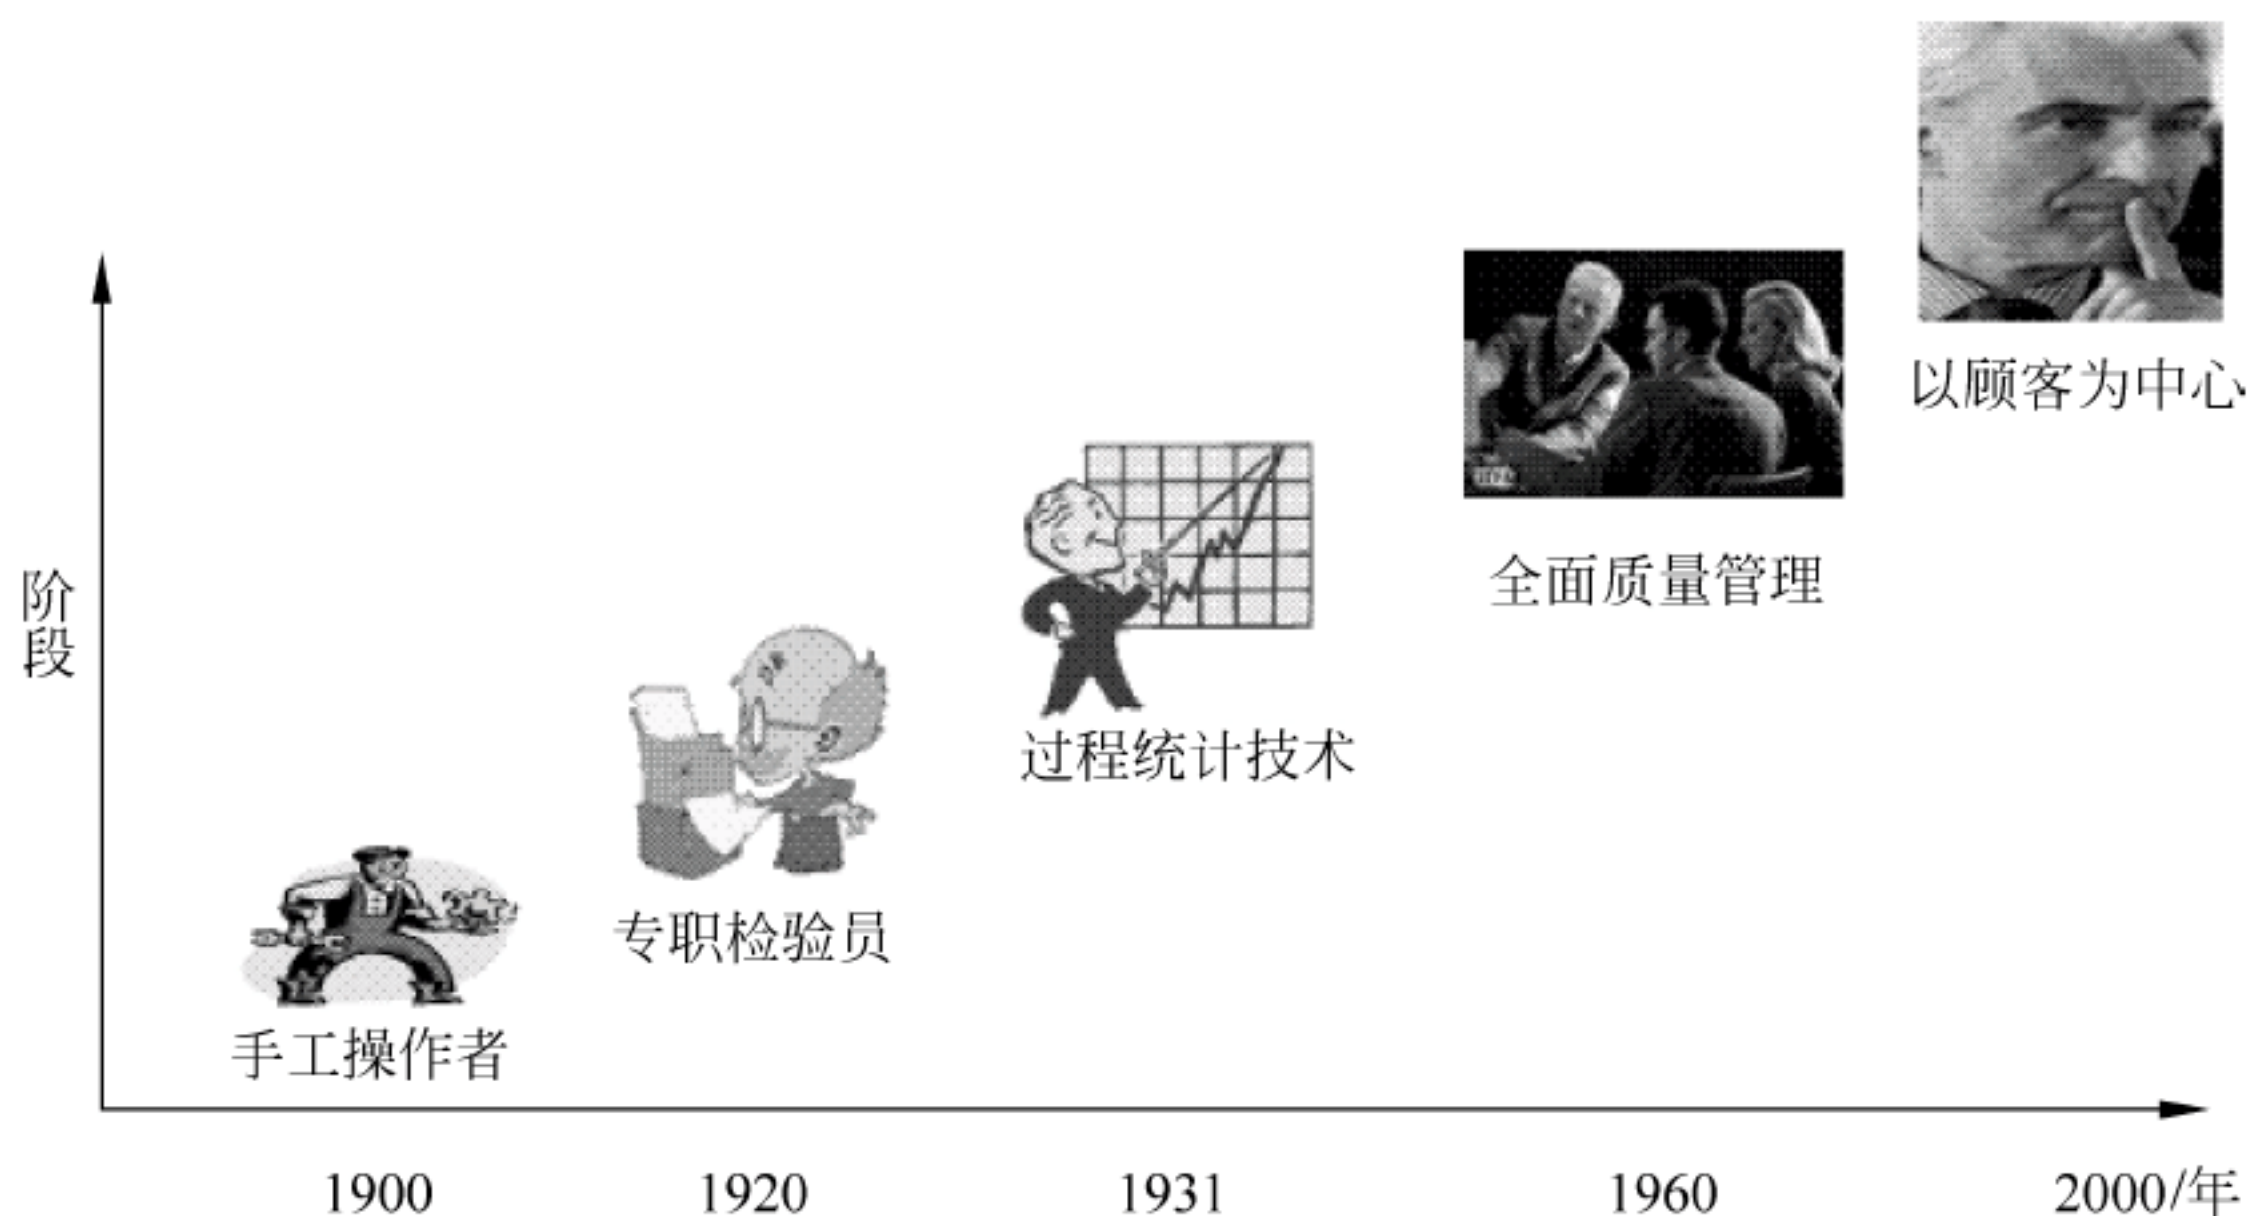 以顾客为中心
全面质量管理
阶段
过程统计技术
专职检验员
手工操作者
1900 1920 1931 1960 2000/年